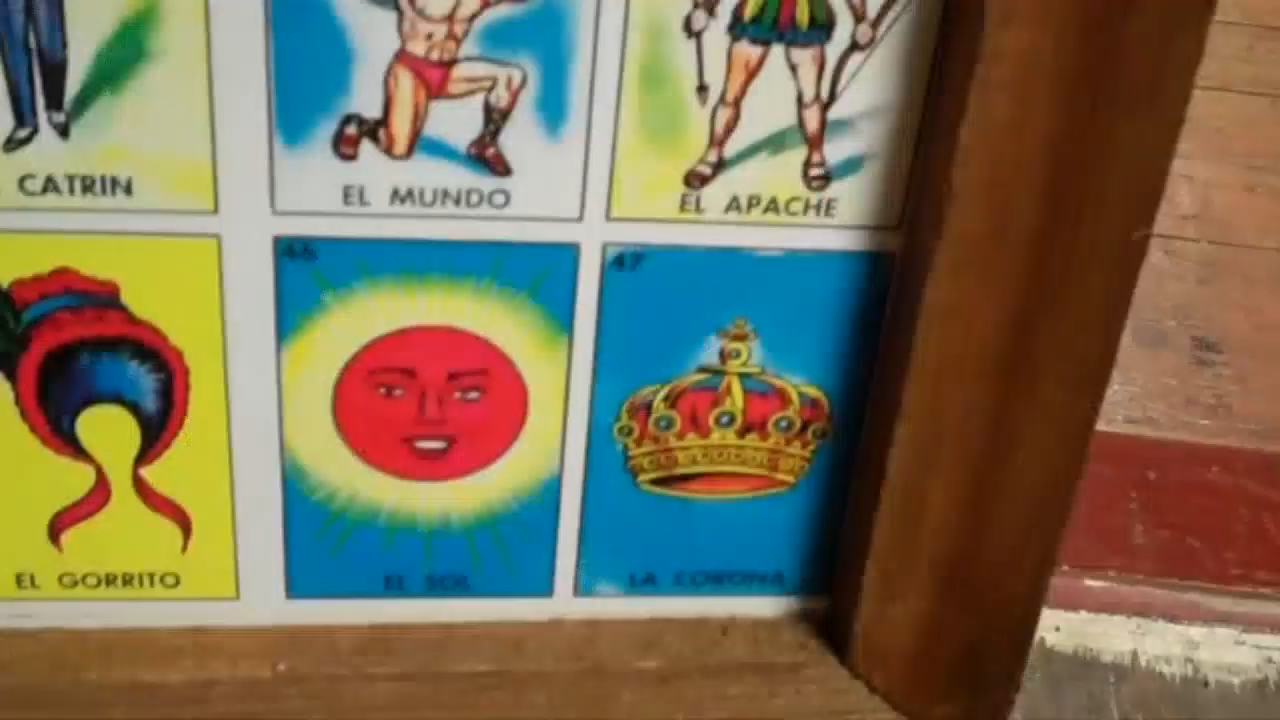 CATRIN
EL MUNDO
EL APACHE
46
47
EL GORRITO
EL SOL
LA CORONA